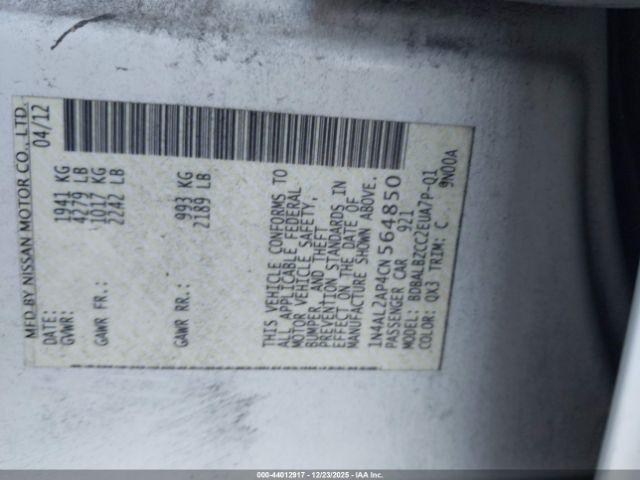 MFD BY NISSAN MOTOR CO., LTD.
DATE: 04/12
GVWR: 1941 KG
4279 LB
GAWR FR.: 1017 KG
2242 LB
GAWR RR.: 993 KG
2189 LB
THIS VEHICLE CONFORMS TO
ALL APPLICABLE FEDERAL
MOTOR VEHICLE SAFETY,
BUMPER, AND THEFT
PREVENTION STANDARDS IN
EFFECT ON THE DATE OF
MANUFACTURE SHOWN ABOVE.
1N4AL2AP4CN564850
PASSENGER CAR 921
MODEL: BDBALBZCC2EUA7P-Q1
COLOR: QX3 TRIM: C 9N00A
000-44012917 - 12/23/2025 - IAA Inc.